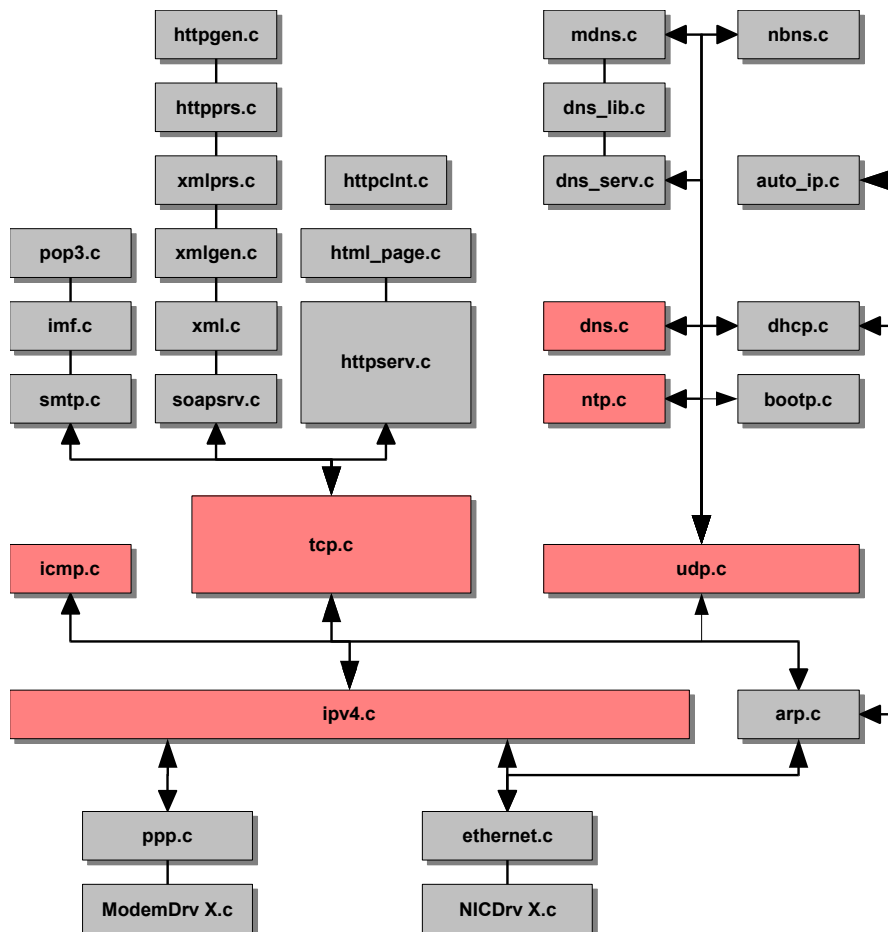 httpgen.c
mdns.c
nbns.c
httpprs.c
dns_lib.c
xmlprs.c
httpclnt.c
dns_serv.c
auto_ip.c
pop3.c
xmlgen.c
html_page.c
imf.c
xml.c
httpserv.c
dns.c
dhcp.c
smtp.c
soapsrv.c
ntp.c
bootp.c
tcp.c
icmp.c
udp.c
ipv4.c
arp.c
ppp.c
ethernet.c
ModemDrv X.c
NICDrv X.c